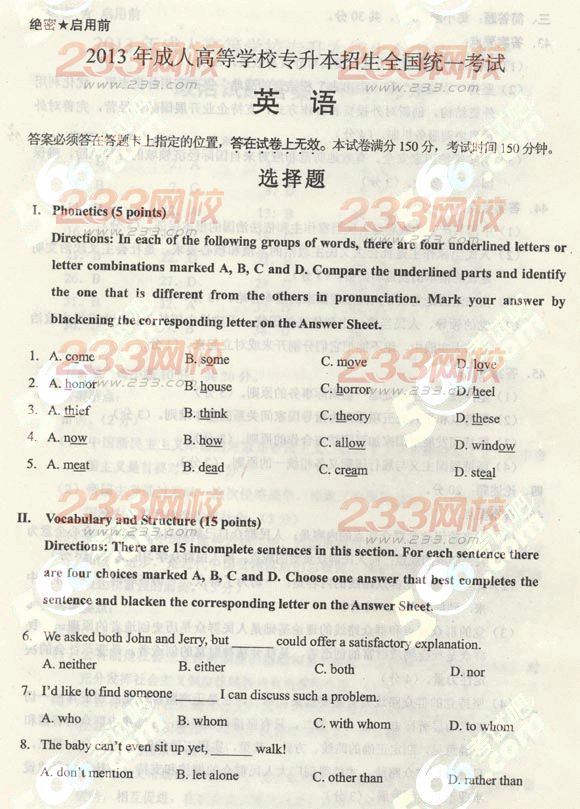 绝密★启用前
2013 年成人高等学校专升本招生全国统一考试
英 语
答案必须答在答题卡上指定的位置，答在试卷上无效。本试卷满分 150 分，考试时间 150 分钟。
选择题
I. Phonetics (5 points)
Directions: In each of the following groups of words, there are four underlined letters or
letter combinations marked A, B, C and D. Compare the underlined parts and identify
the one that is different from the others in pronunciation. Mark your answer by
blackening the corresponding letter on the Answer Sheet.
1. A. come B. some C. move D. love
2. A. honor B. house C. horror D. heel
3. A. thief B. think C. theory D. these
4. A. now B. how C. allow D. window
5. A. meat B. dead C. cream D. steal
II. Vocabulary and Structure (15 points)
Directions: There are 15 incomplete sentences in this section. For each sentence there
are four choices marked A, B, C and D. Choose one answer that best completes the
sentence and blacken the corresponding letter on the Answer Sheet.
6. We asked both John and Jerry, but ______ could offer a satisfactory explanation.
A. neither B. either C. both D. nor
7. I'd like to find someone ______ I can discuss such a problem.
A. who B. whom C. with whom D. to whom
8. The baby can't even sit up yet, ______ walk!
A. don't mention B. let alone C. other than D. rather than
233网校
www.233.com